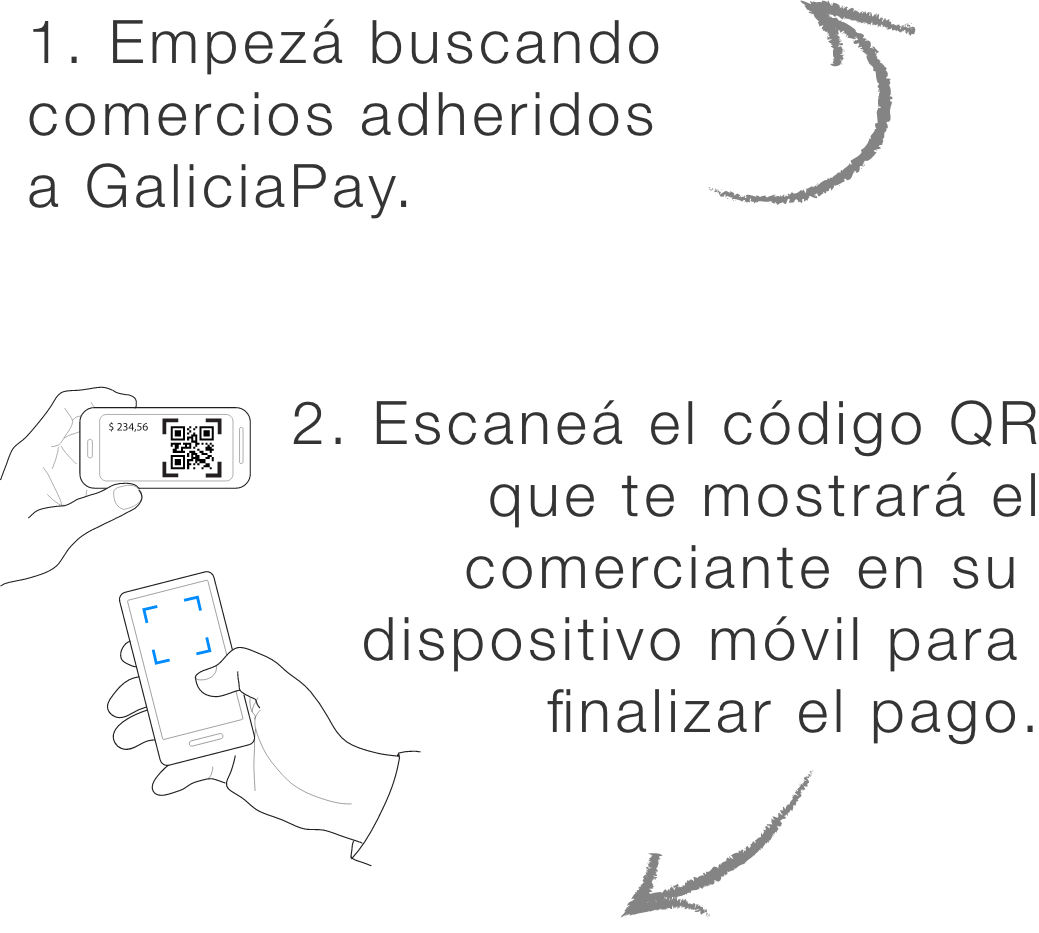 1. Empezá buscando
comercios adheridos
a GaliciaPay.
$ 234,56
2. Escaneá el código QR
que te mostrará el
comerciante en su
dispositivo móvil para
finalizar el pago.